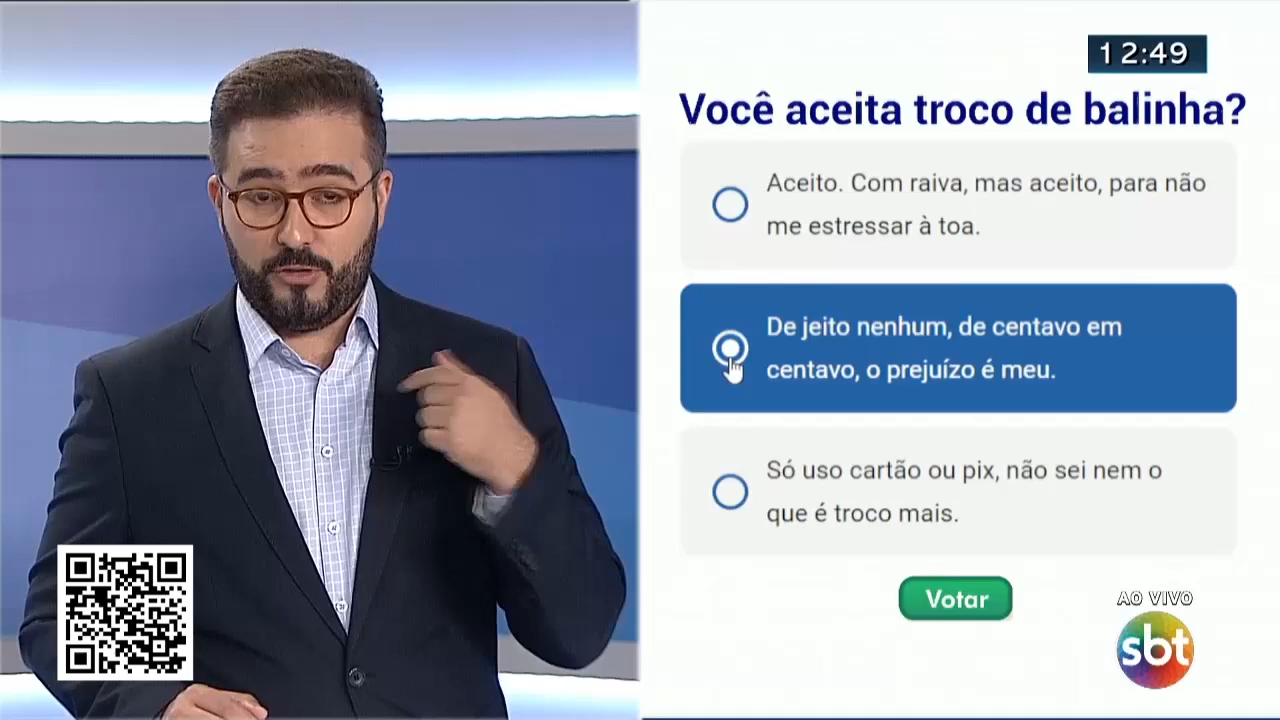 12:49
Você aceita troco de balinha?
Aceito. Com raiva, mas aceito, para não
me estressar à toa.
De jeito nenhum, de centavo em
centavo, o prejuízo é meu.
Só uso cartão ou pix, não sei nem o
que é troco mais.
Votar
AO VIVO
sbt